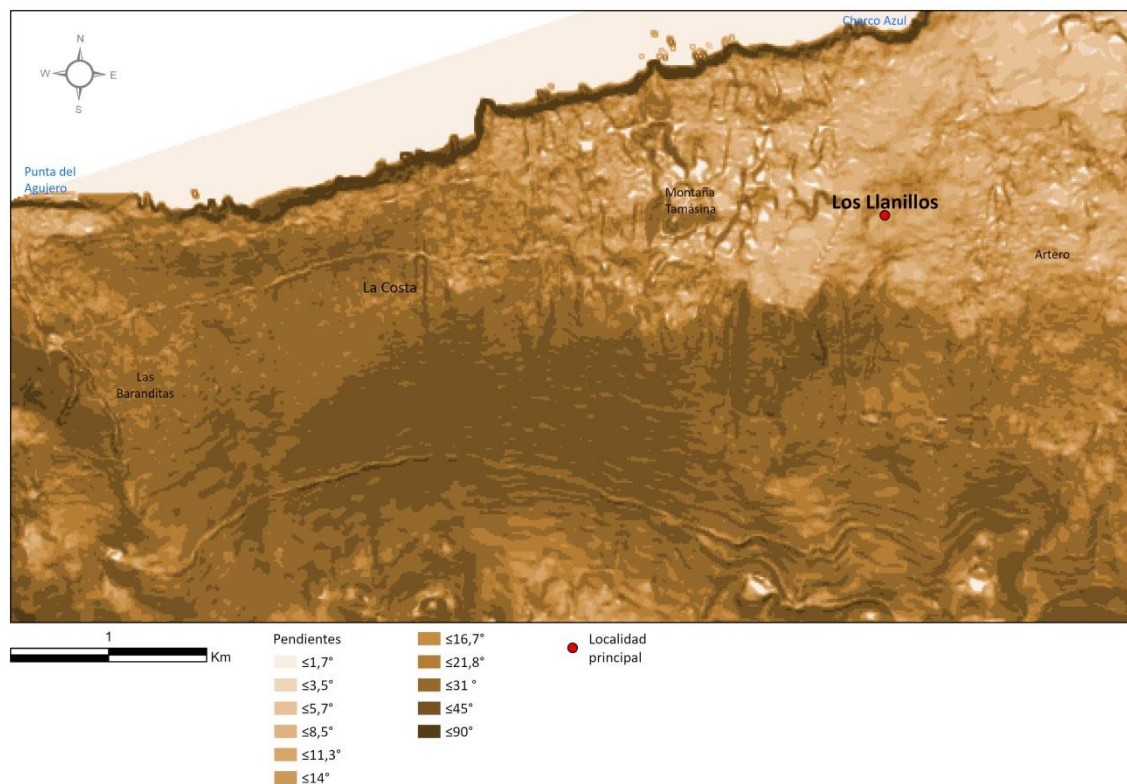 Charco Azul
N
W
E
S
Punta del
Agujero
Montaña
Tamásina
Los Llanillos
Artero
La Costa
Las
Baranditas
1
Km
Pendientes
≤1,7°
≤3,5°
≤5,7°
≤8,5°
≤11,3°
≤14°
≤16,7°
≤21,8°
≤31 °
≤45°
≤90°
Localidad
principal